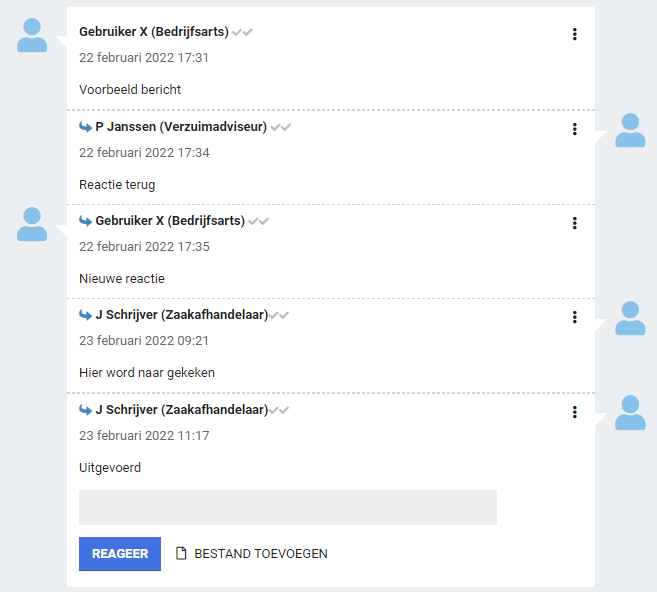 Gebruiker X (Bedrijfsarts)
22 februari 2022 17:31
Voorbeeld bericht
P Janssen (Verzuimadviseur)
22 februari 2022 17:34
Reactie terug
Gebruiker X (Bedrijfsarts)
22 februari 2022 17:35
Nieuwe reactie
J Schrijver (Zaakafhandelaar)
23 februari 2022 09:21
Hier word naar gekeken
J Schrijver (Zaakafhandelaar)
23 februari 2022 11:17
Uitgevoerd
REAGEER BESTAND TOEVOEGEN